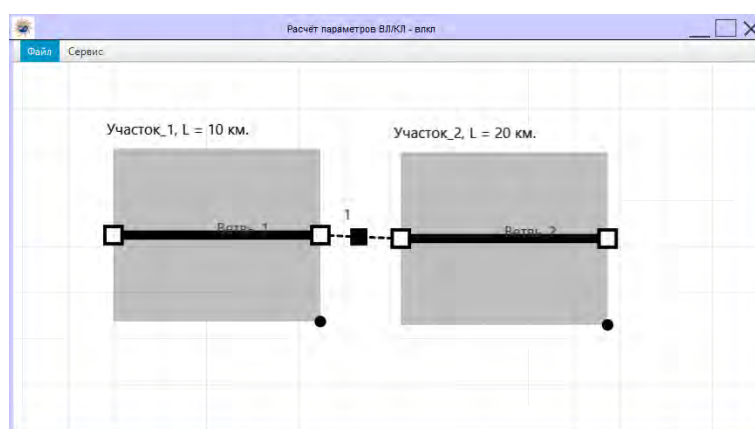 Расчёт параметров ВЛ/КЛ - влкл
Файл Сервис
Участок_1, L = 10 км.
Участок_2, L = 20 км.
1
Ветвь_1
Ветвь_2